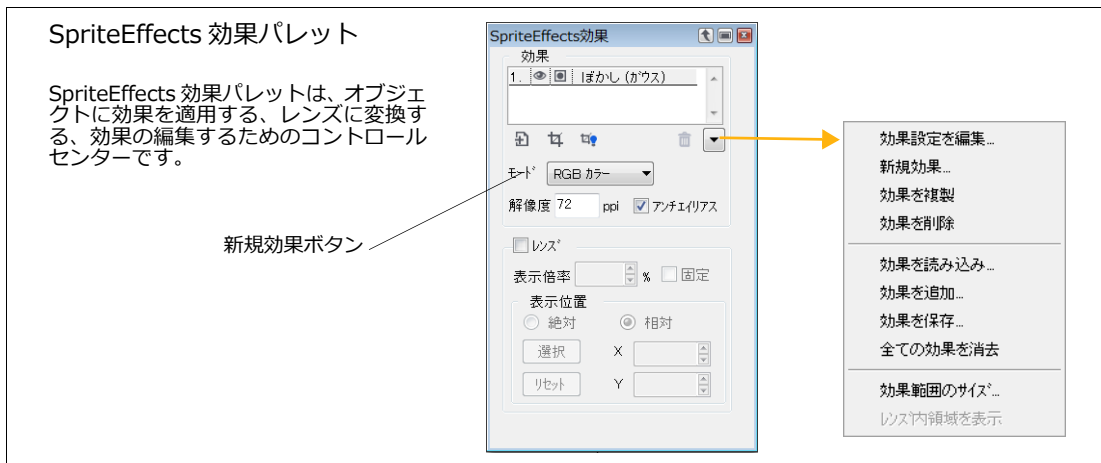 SpriteEffects 効果パレット
SpriteEffects 効果パレットは、オブジェ
クトに効果を適用する、レンズに変換す
る、効果の編集するためのコントロール
センターです。
新規効果ボタン
SpriteEffects効果
効果
1. ぼかし (ガウス)
モード RGB カラー
解像度 72 ppi アンチエイリアス
レンズ
表示倍率 % 固定
表示位置
絶対 相対
選択 X
リセット Y
効果設定を編集...
新規効果...
効果を複製
効果を削除
効果を読み込み...
効果を追加...
効果を保存...
全ての効果を消去
効果範囲のサイズ...
レンズ内領域を表示